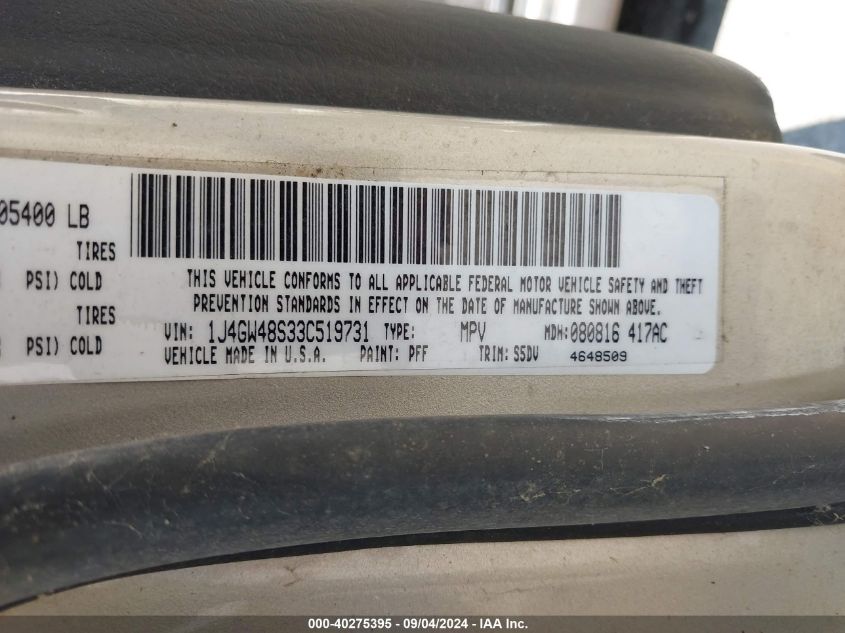 05400 LB
TIRES
PSI) COLD
TIRES
PSI) COLD
THIS VEHICLE CONFORMS TO ALL APPLICABLE FEDERAL MOTOR VEHICLE SAFETY AND THEFT
PREVENTION STANDARDS IN EFFECT ON THE DATE OF MANUFACTURE SHOWN ABOVE.
VIN: 1J4GW48S33C519731 TYPE: MPV MDH:080816 417AC
VEHICLE MADE IN U.S.A. PAINT: PFF TRIM: S5DV 4648509
000-40275395 - 09/04/2024 - IAA Inc.